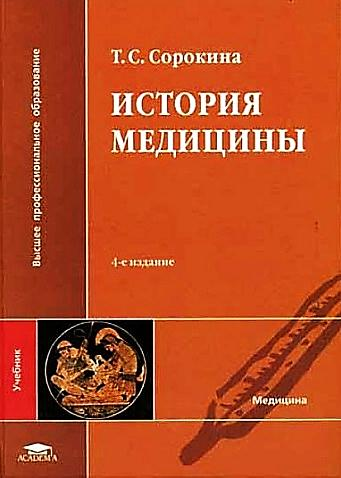 Т. С. Сорокина
ИСТОРИЯ
МЕДИЦИНЫ
4-е издание
Высшее профессиональное образование
Учебник
Медицина
ACADEMA